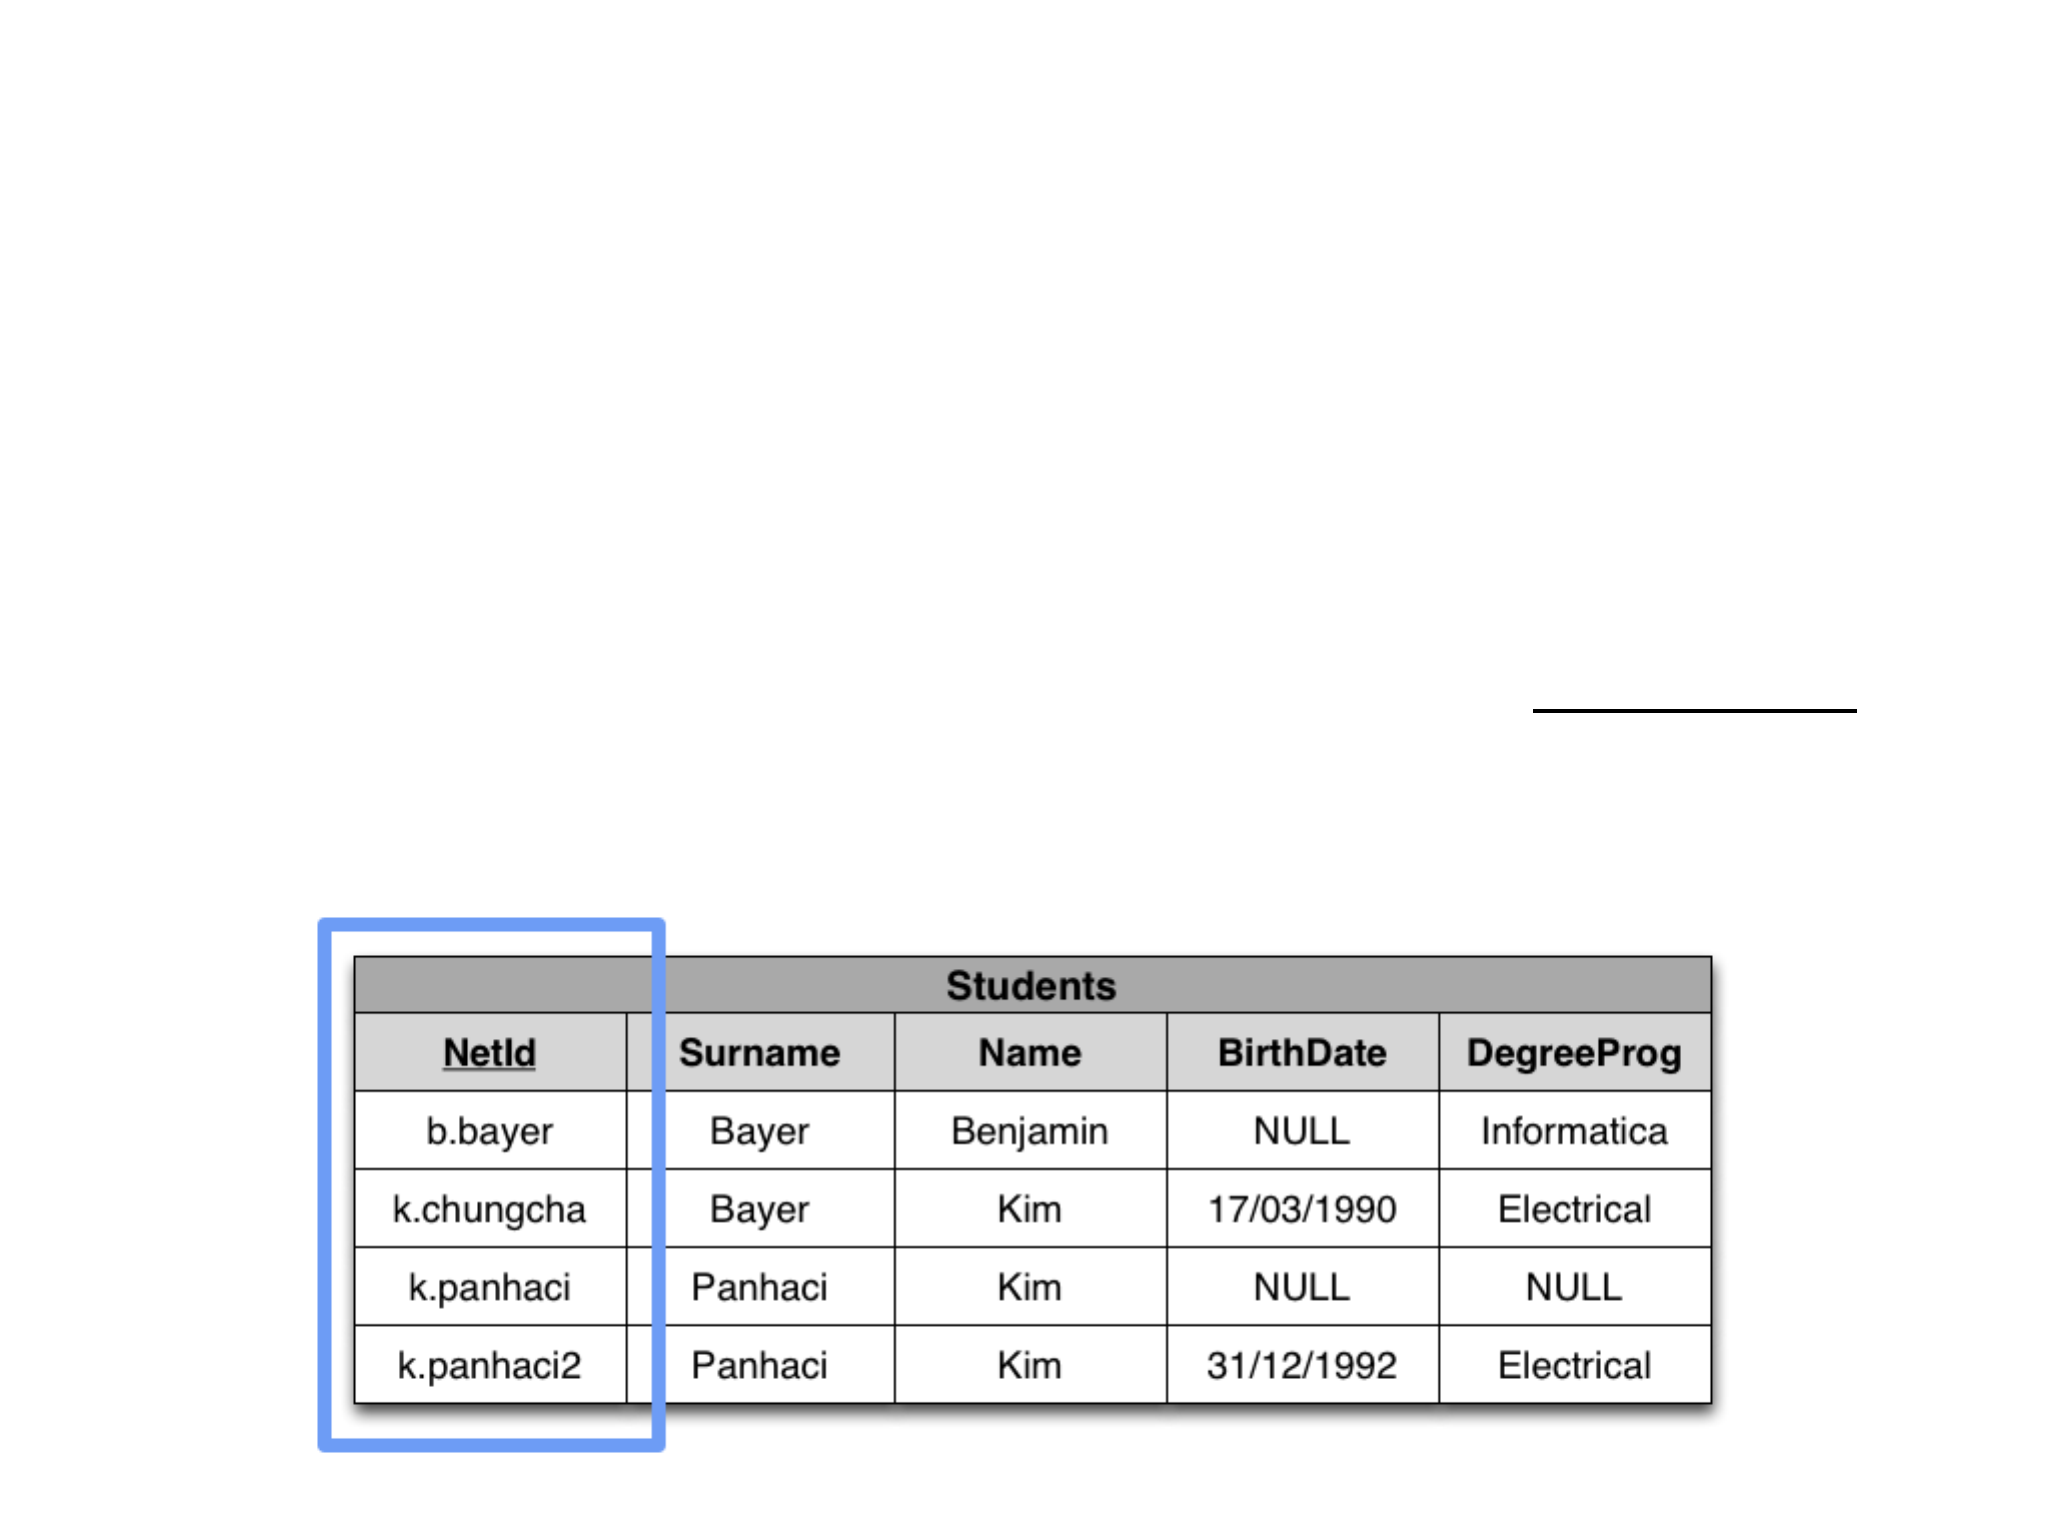 Students
NetId Surname Name BirthDate DegreeProg
b.bayer Bayer Benjamin NULL Informatica
k.chungcha Bayer Kim 17/03/1990 Electrical
k.panhaci Panhaci Kim NULL NULL
k.panhaci2 Panhaci Kim 31/12/1992 Electrical